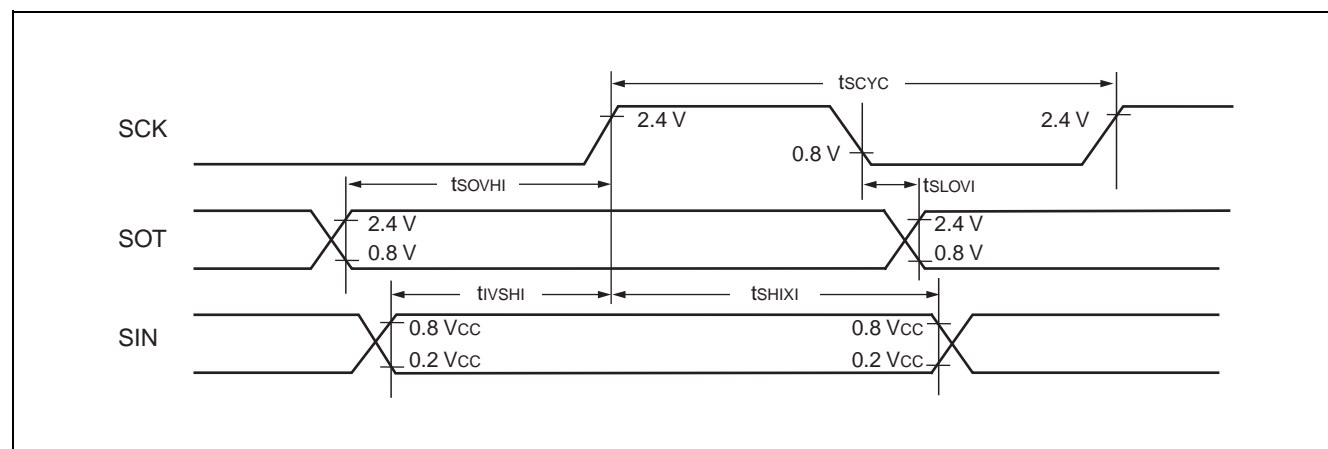 tSCYC
SCK
2.4 V
0.8 V
2.4 V
tSOVHI
tSLOVI
SOT
2.4 V
0.8 V
2.4 V
0.8 V
tIVSHI
tSHIXI
SIN
0.8 VCC
0.2 VCC
0.8 VCC
0.2 VCC